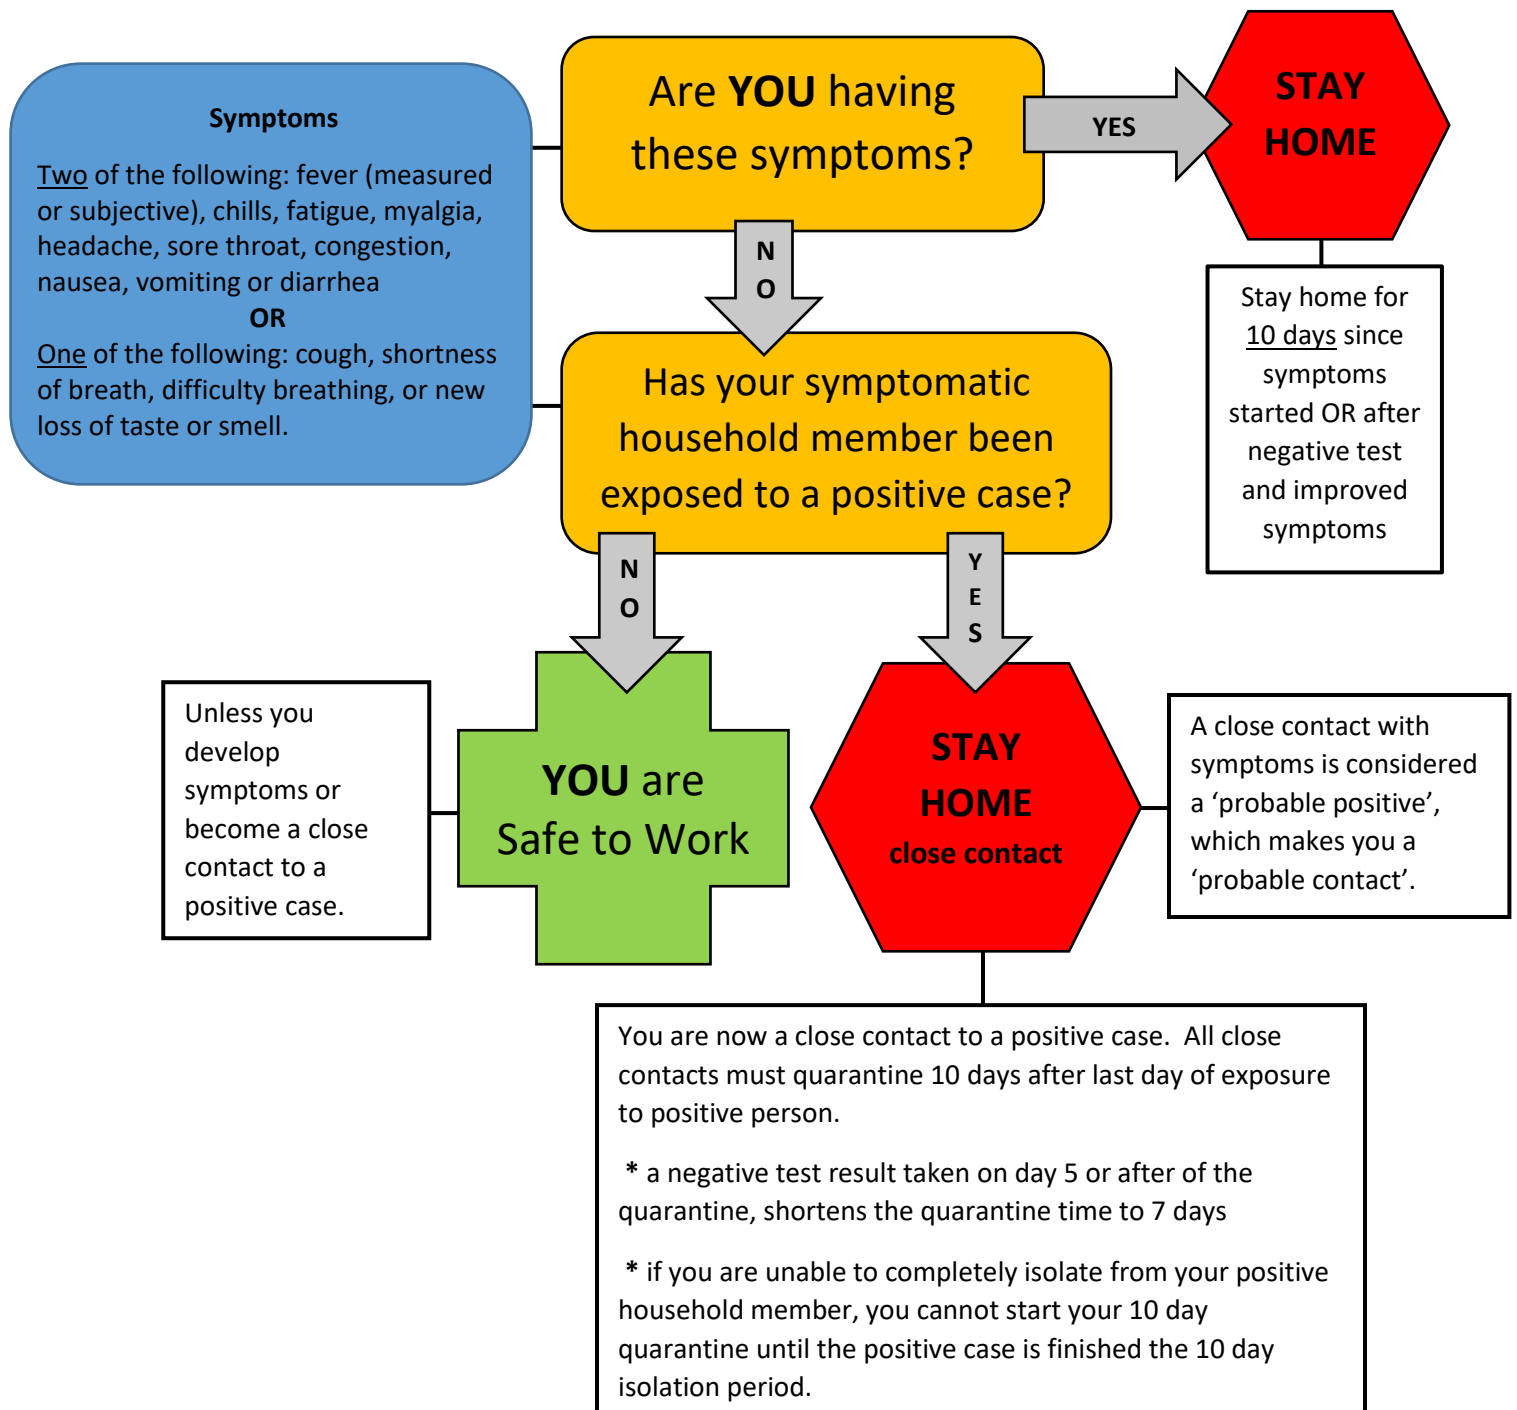 Symptoms
Two of the following: fever (measured
or subjective), chills, fatigue, myalgia,
headache, sore throat, congestion,
nausea, vomiting or diarrhea
OR
One of the following: cough, shortness
of breath, difficulty breathing, or new
loss of taste or smell.
Are YOU having
these symptoms?
YES
STAY
HOME
Stay home for
10 days since
symptoms
started OR after
negative test
and improved
symptoms
N
O
Has your symptomatic
household member been
exposed to a positive case?
N
O
Y
E
S
Unless you
develop
symptoms or
become a close
contact to a
positive case.
YOU are
Safe to Work
STAY
HOME
close contact
A close contact with
symptoms is considered
a ‘probable positive’,
which makes you a
‘probable contact’.
You are now a close contact to a positive case.  All close
contacts must quarantine 10 days after last day of exposure
to positive person.
* a negative test result taken on day 5 or after of the
quarantine, shortens the quarantine time to 7 days
* if you are unable to completely isolate from your positive
household member, you cannot start your 10 day
quarantine until the positive case is finished the 10 day
isolation period.